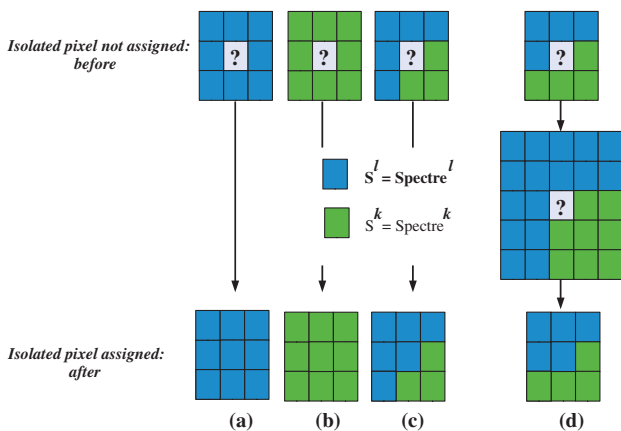 Isolated pixel not assigned:
before
? ? ? ?
S^l = Spectre^l
?
S^k = Spectre^k
Isolated pixel assigned:
after
(a) (b) (c) (d)